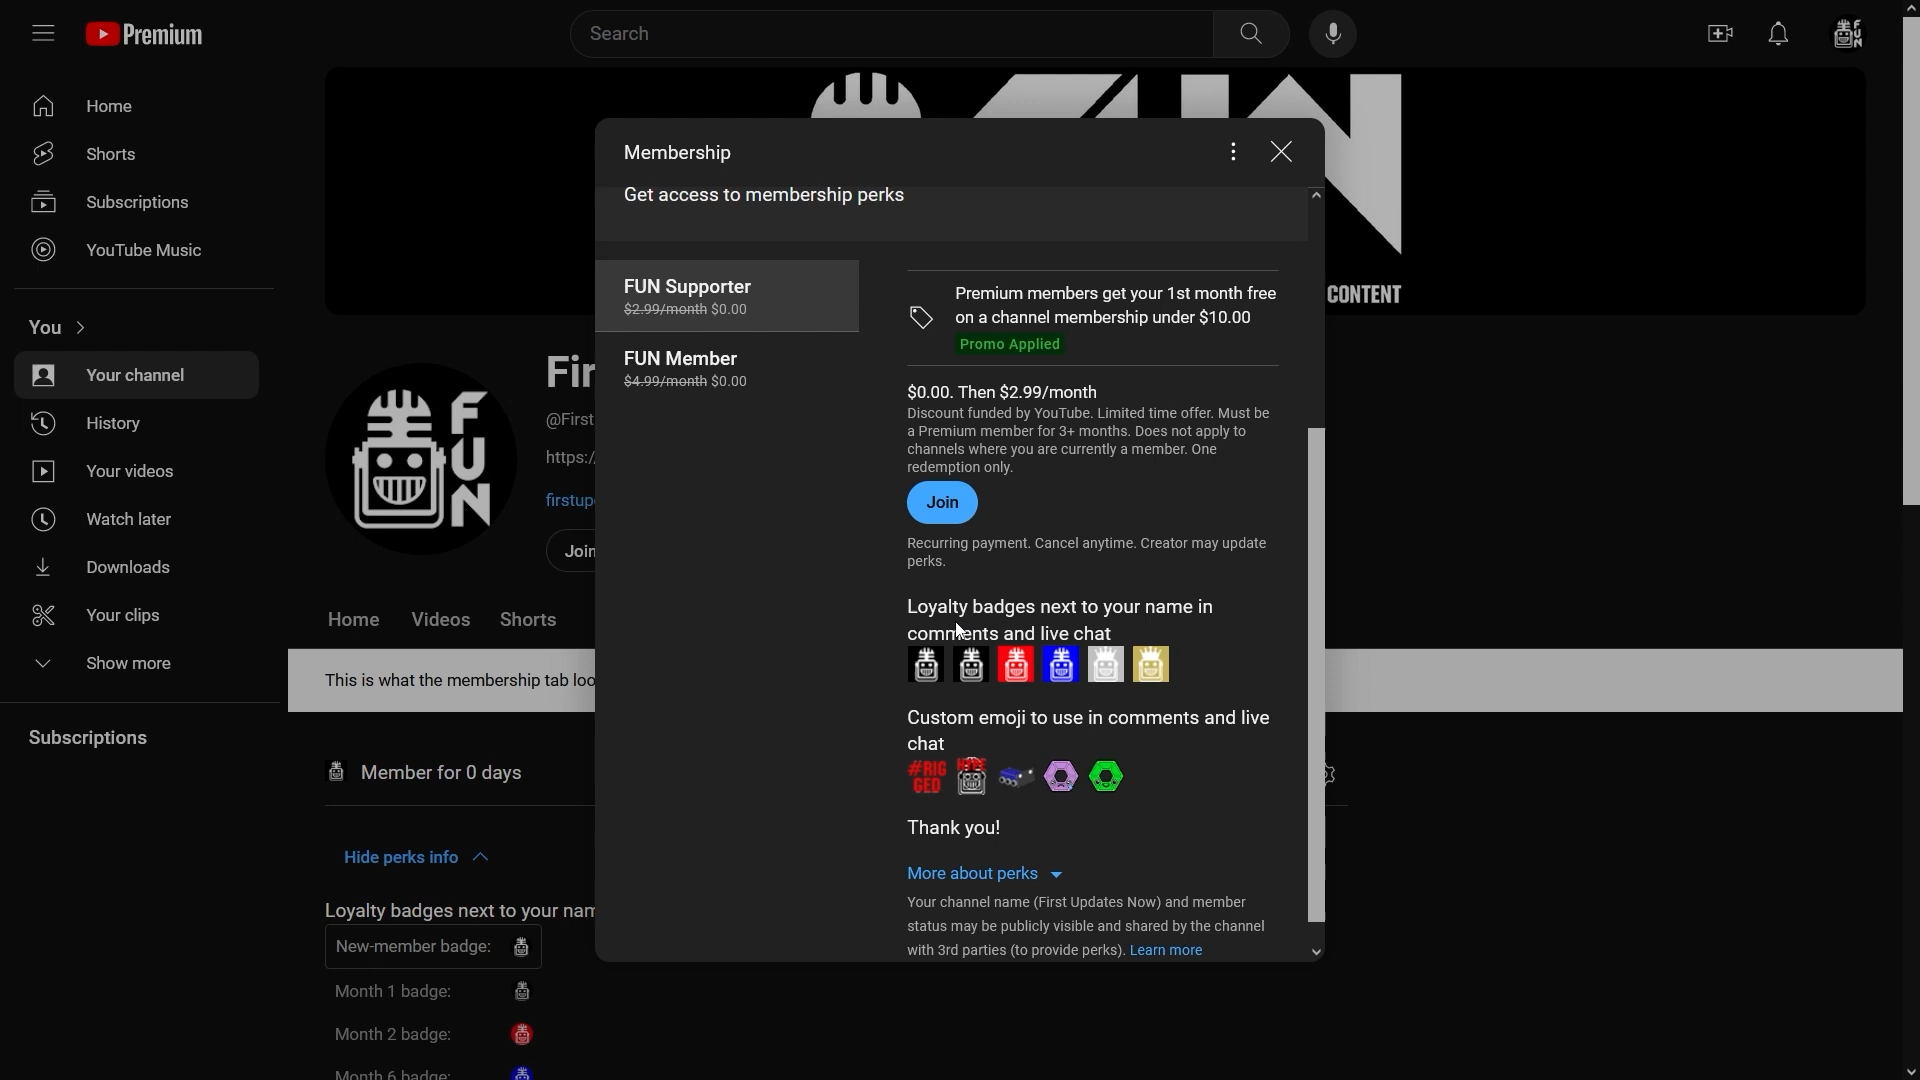 Premium
Search
Home
Shorts
Subscriptions
YouTube Music
You
Your channel
History
Your videos
Watch later
Downloads
Your clips
Show more
Subscriptions
CONTENT
FUN
Fir
@First
https:/
firstup
Join
Home Videos Shorts
This is what the membership tab loo
Member for 0 days
Hide perks info
Loyalty badges next to your nam
New-member badge:
Month 1 badge:
Month 2 badge:
Month 6 badge:
Membership
Get access to membership perks
FUN Supporter
$2.99/month $0.00
FUN Member
$4.99/month $0.00
Premium members get your 1st month free
on a channel membership under $10.00
Promo Applied
$0.00. Then $2.99/month
Discount funded by YouTube. Limited time offer. Must be
a Premium member for 3+ months. Does not apply to
channels where you are currently a member. One
redemption only.
Join
Recurring payment. Cancel anytime. Creator may update
perks.
Loyalty badges next to your name in
comments and live chat
Custom emoji to use in comments and live
chat
#RIG
GED
HYPE
Thank you!
More about perks
Your channel name (First Updates Now) and member
status may be publicly visible and shared by the channel
with 3rd parties (to provide perks). Learn more